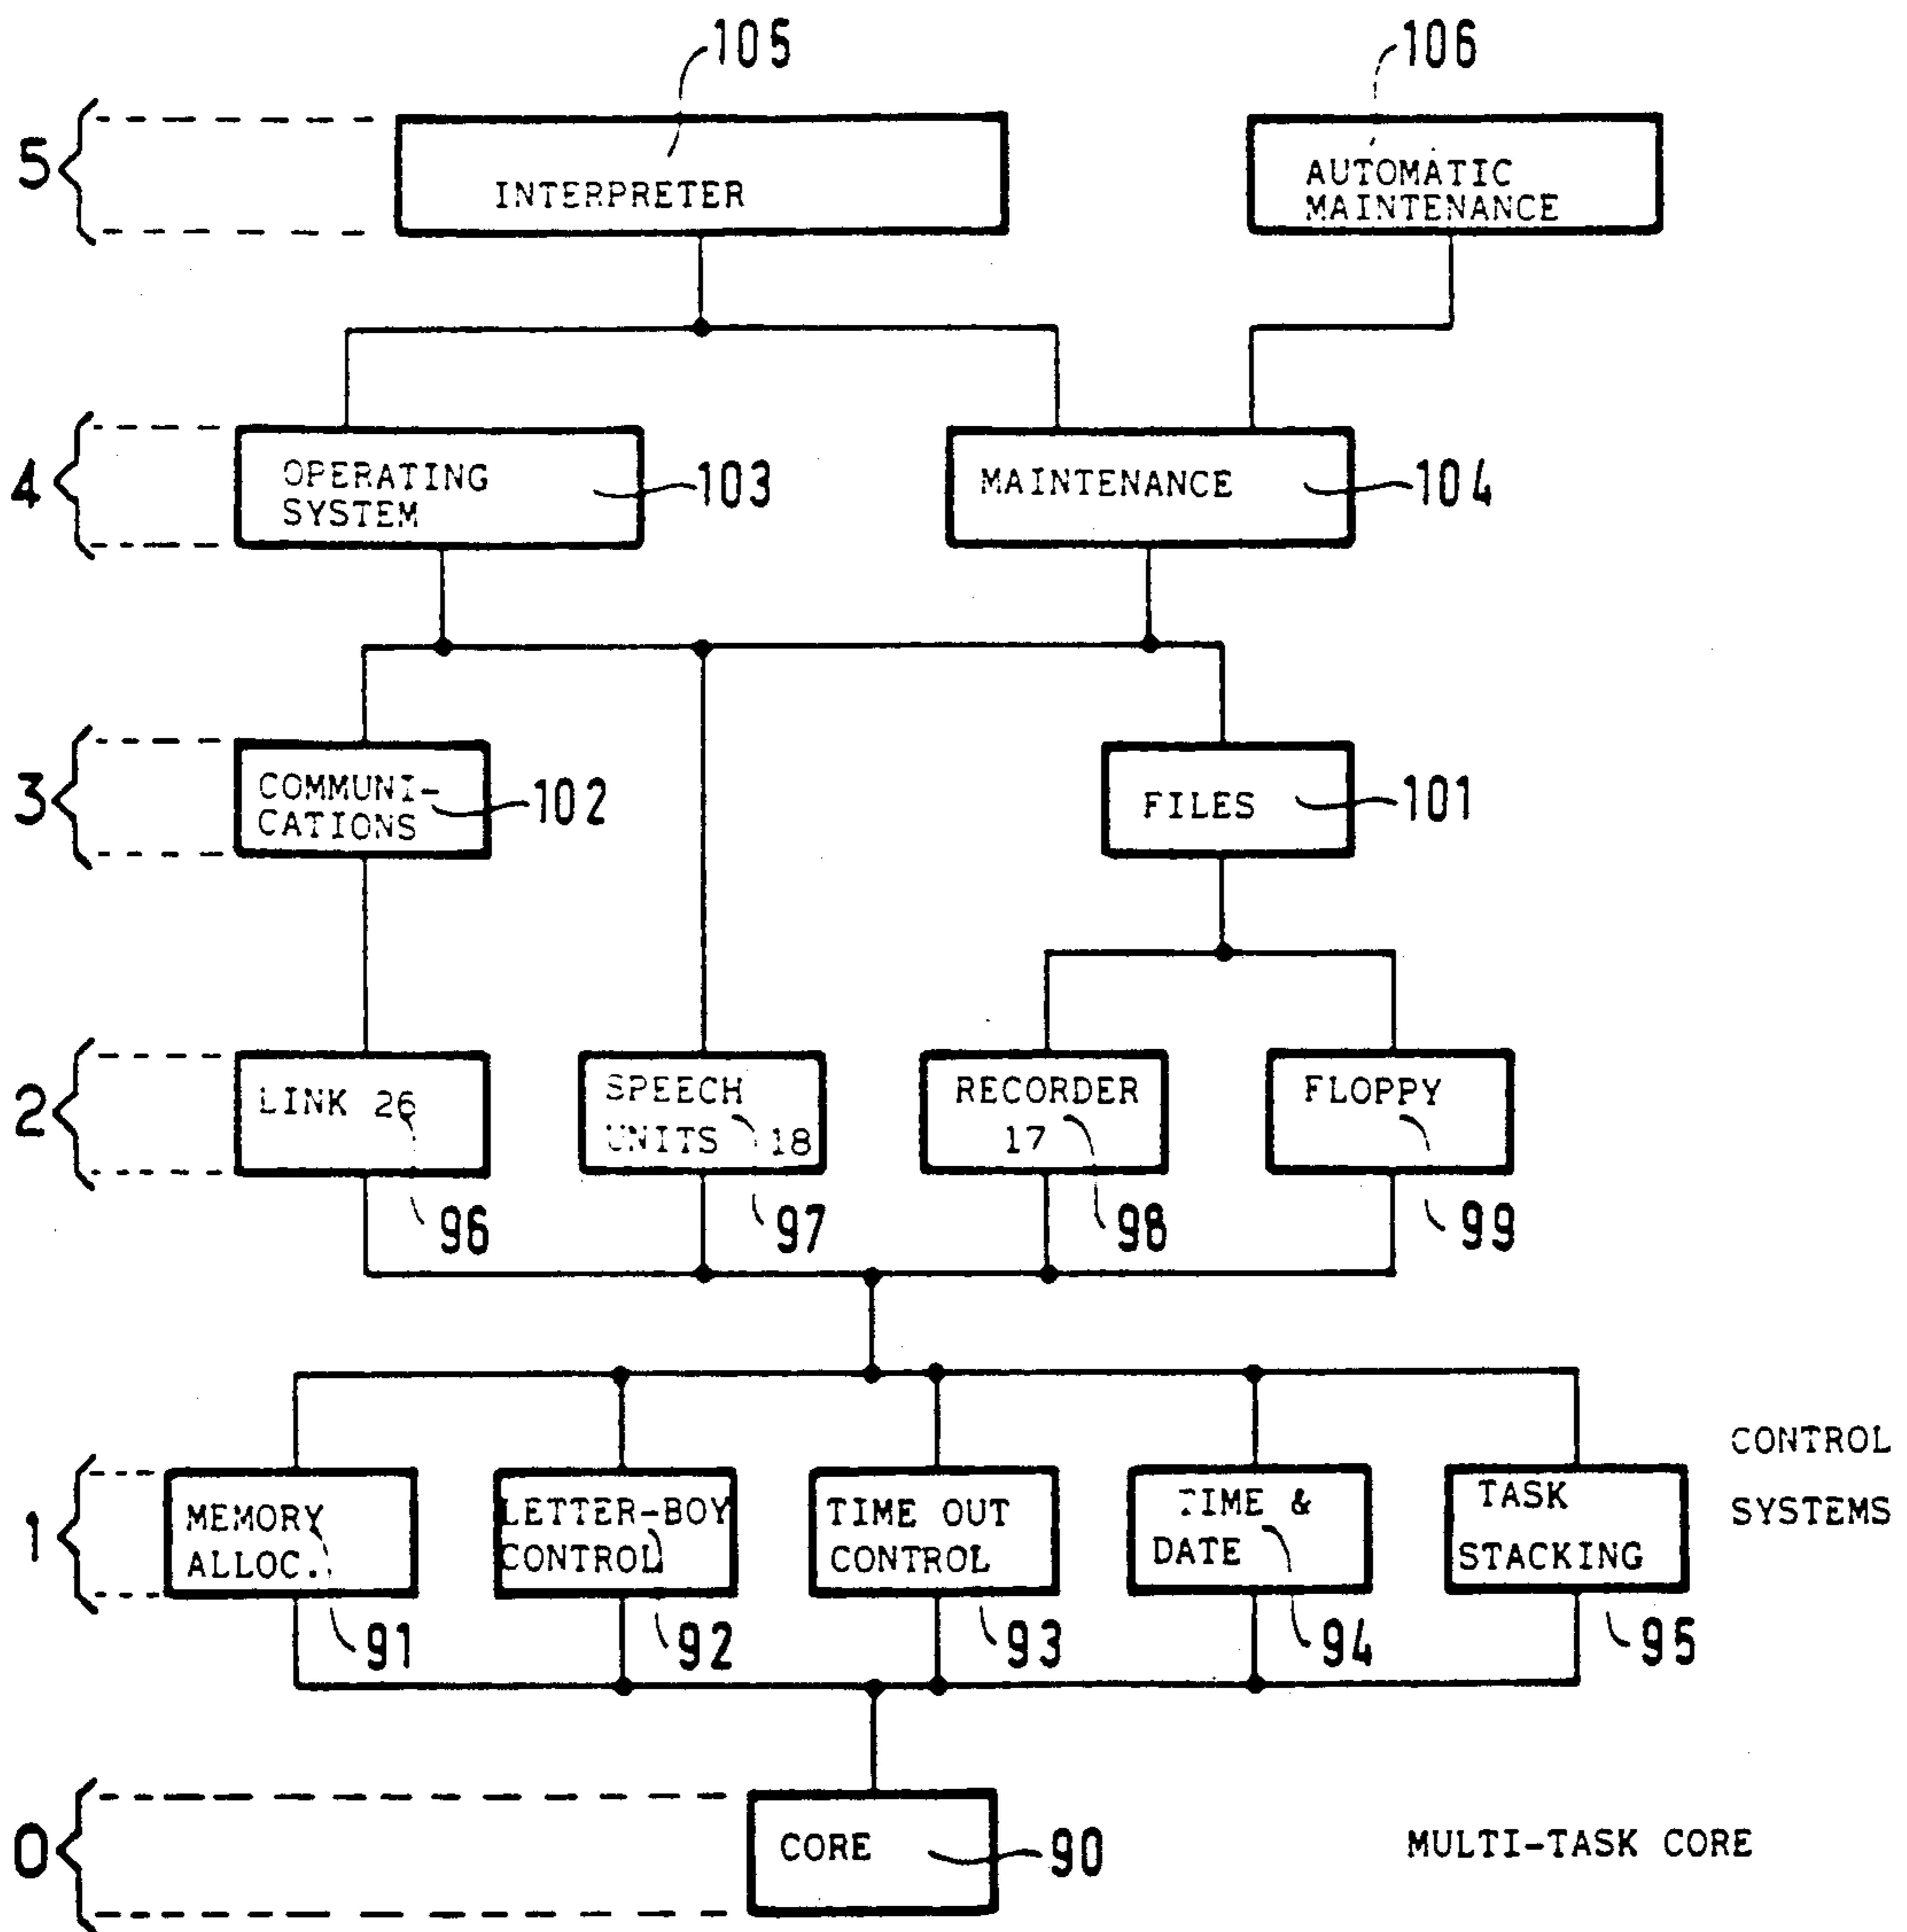 105
106
5
INTERPRETER
AUTOMATIC
MAINTENANCE
4
OPERATING
SYSTEM
103
MAINTENANCE
104
3
COMMUNI-
CATIONS
102
FILES
101
2
LINK 26
SPEECH
UNITS 18
RECORDER
17
FLOPPY
96
97
98
99
CONTROL
SYSTEMS
1
MEMORY
ALLOC.
LETTER-BOY
CONTROL
TIME OUT
CONTROL
TIME &
DATE
TASK
STACKING
91
92
93
94
95
0
CORE
90
MULTI-TASK CORE